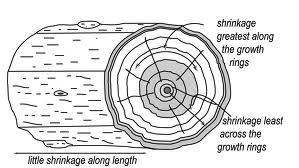 shrinkage
greatest along
the growth
rings
shrinkage least
across the
growth rings
little shrinkage along length